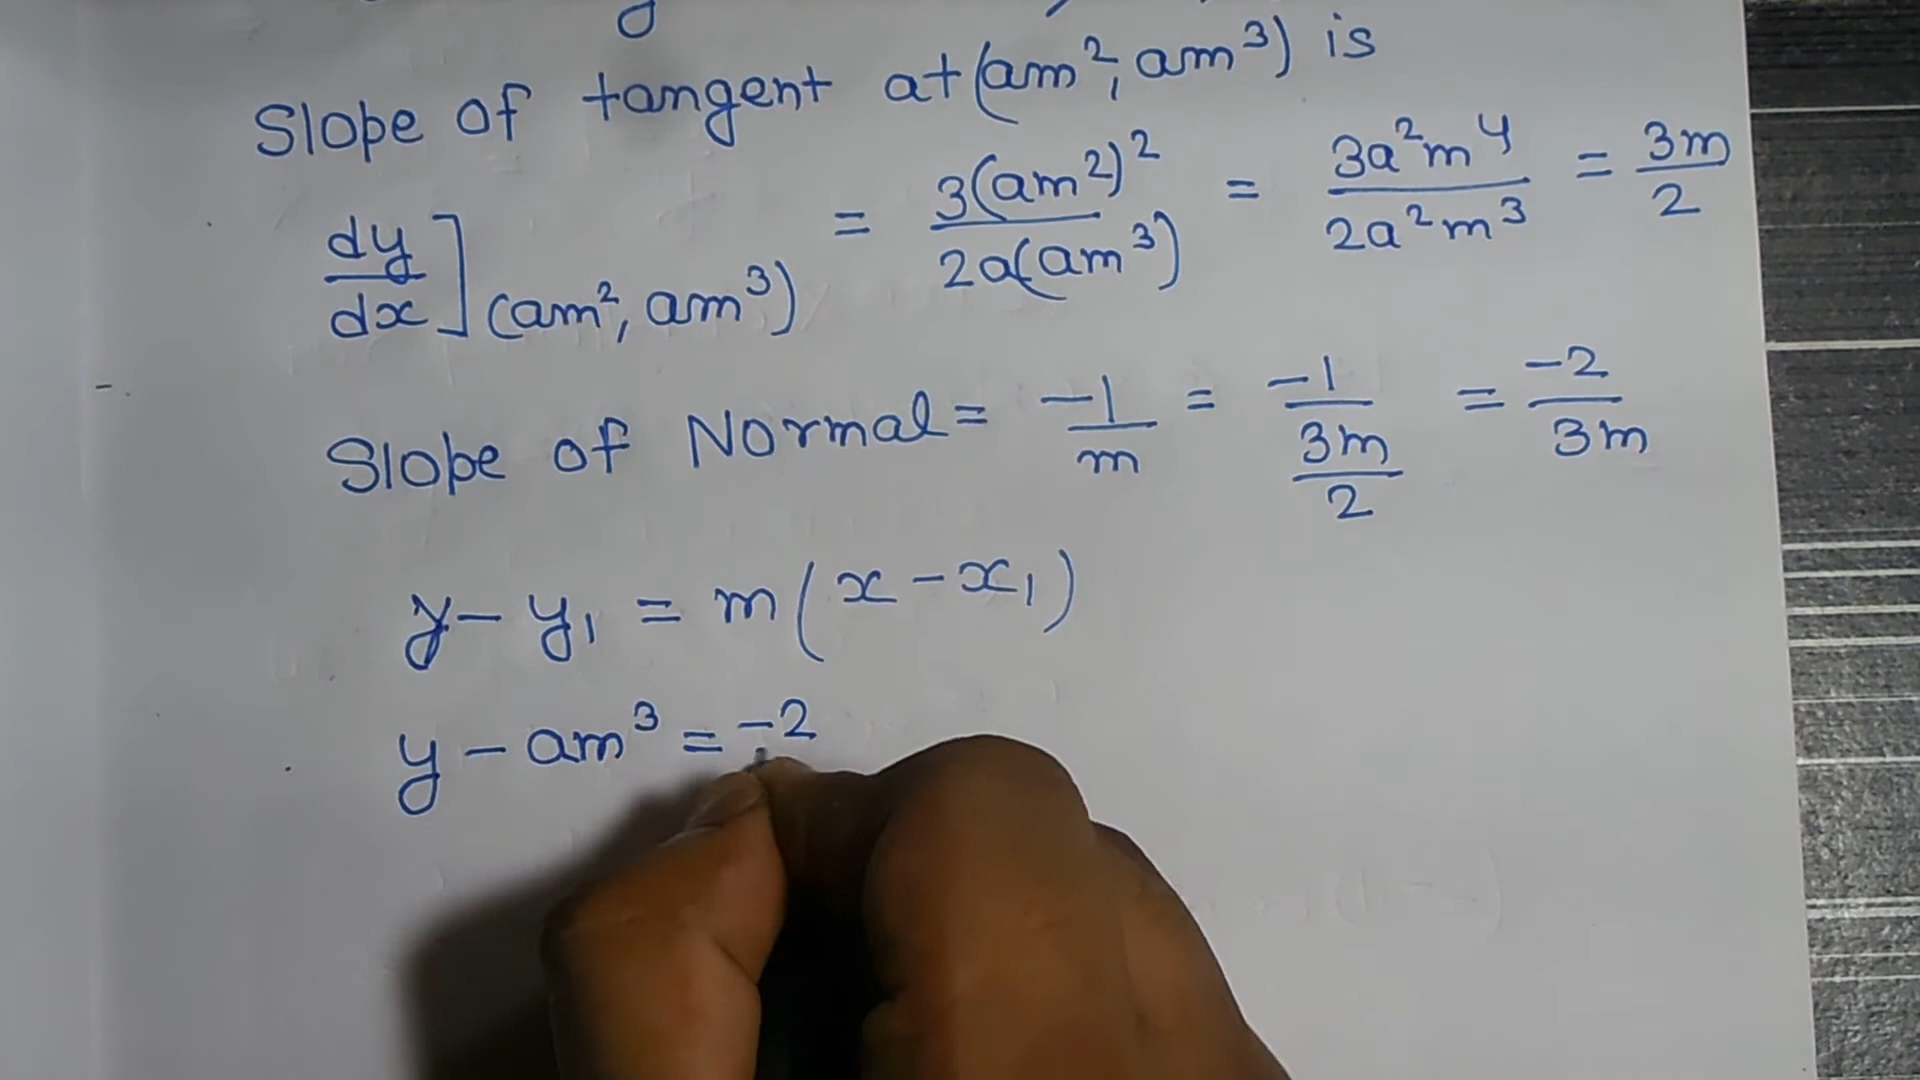 Slope of tangent at (am², am³) is
dy/dx](am², am³) = 3(am²)²/2a(am³) = 3a²m⁴/2a²m³ = 3m/2
Slope of Normal = -1/m = -1/(3m/2) = -2/3m
y - y₁ = m(x - x₁)
y - am³ = -2